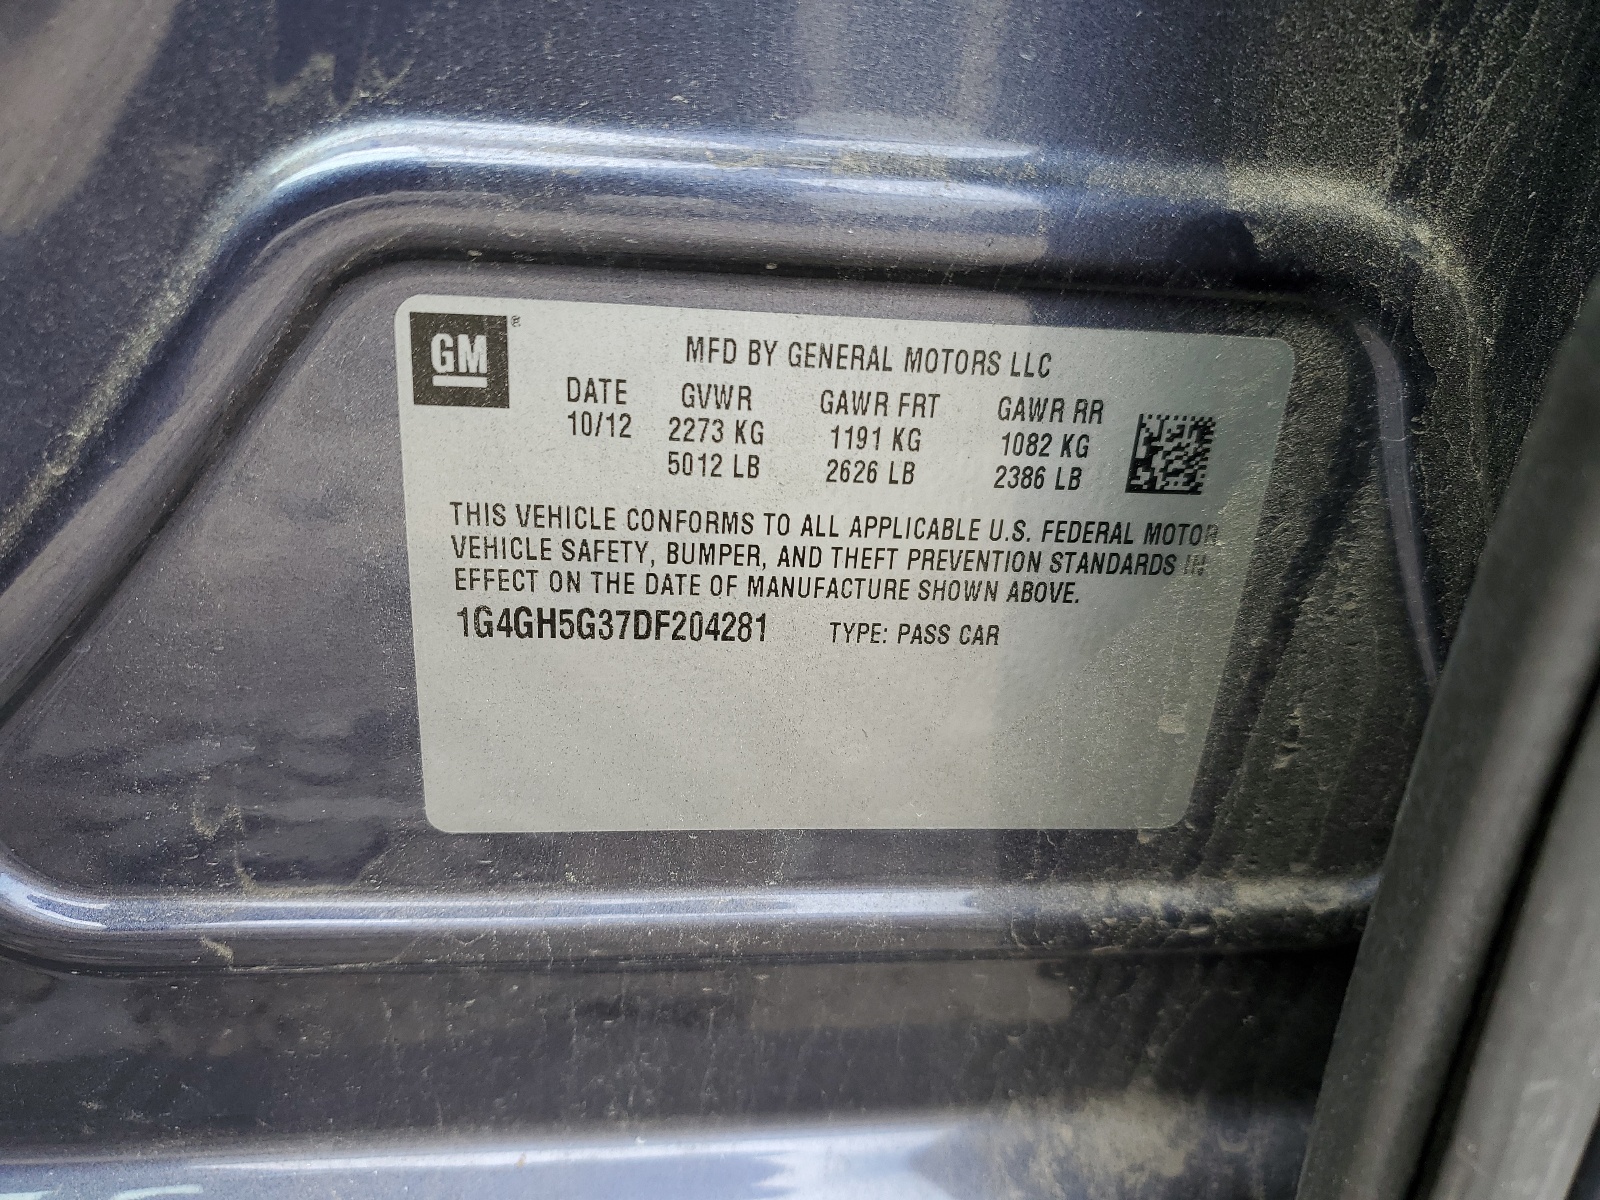 GM®
MFD BY GENERAL MOTORS LLC
DATE GVWR GAWR FRT GAWR RR
10/12 2273 KG 1191 KG 1082 KG
5012 LB 2626 LB 2386 LB
THIS VEHICLE CONFORMS TO ALL APPLICABLE U.S. FEDERAL MOTOR
VEHICLE SAFETY, BUMPER, AND THEFT PREVENTION STANDARDS IN
EFFECT ON THE DATE OF MANUFACTURE SHOWN ABOVE.
1G4GH5G37DF204281 TYPE: PASS CAR